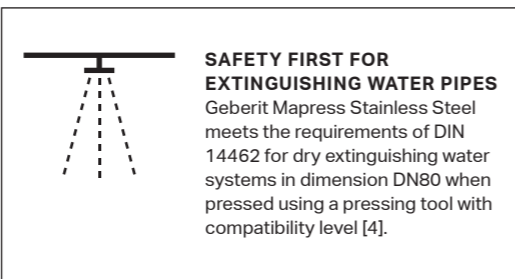 SAFETY FIRST FOR
EXTINGUISHING WATER PIPES
Geberit Mapress Stainless Steel
meets the requirements of DIN
14462 for dry extinguishing water
systems in dimension DN80 when
pressed using a pressing tool with
compatibility level [4].